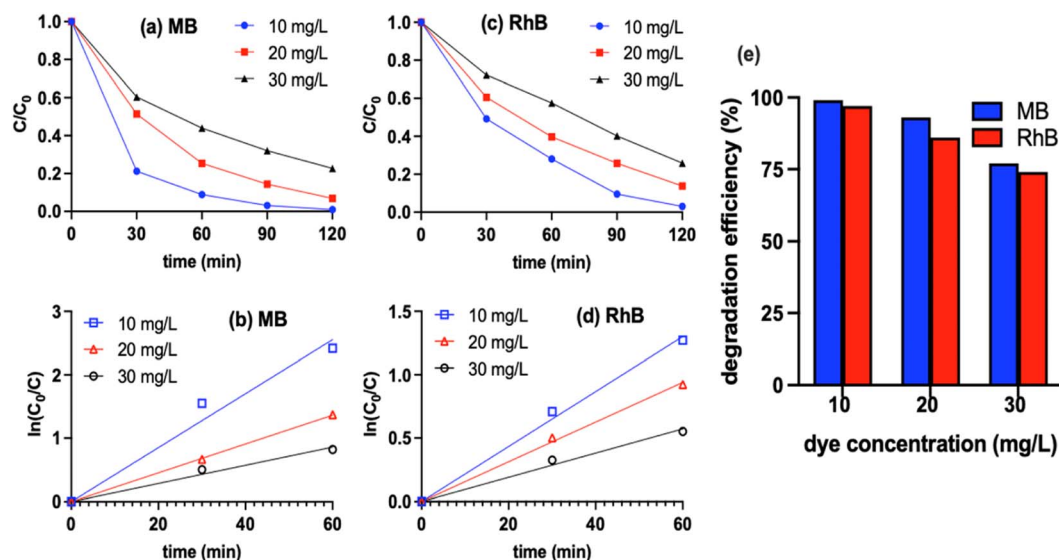 (a) MB
10 mg/L
20 mg/L
30 mg/L
C/C0
1.0
0.8
0.6
0.4
0.2
0.0
0 30 60 90 120
time (min)
(c) RhB
10 mg/L
20 mg/L
30 mg/L
C/C0
1.0
0.8
0.6
0.4
0.2
0.0
0 30 60 90 120
time (min)
(b) MB
10 mg/L
20 mg/L
30 mg/L
ln(C0/C)
3
2
1
0
0 20 40 60
time (min)
(d) RhB
10 mg/L
20 mg/L
30 mg/L
ln(C0/C)
1.5
1.0
0.5
0.0
0 20 40 60
time (min)
(e)
MB
RhB
degradation efficiency (%)
100
75
50
25
0
10 20 30
dye concentration (mg/L)